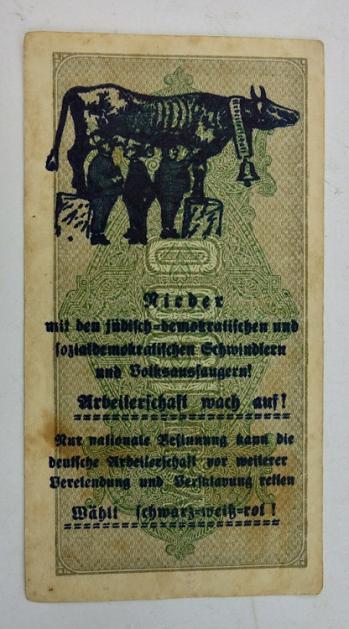 Nieder
mit den jüdisch-demokratischen und
sozialdemokratischen Schwindlern
und Volksaussaugern!
Arbeiterschaft wach auf!
Nur nationale Besinnung kann die
deutsche Arbeiterschaft vor weiterer
Verelendung und Versklavung retten
Wählt schwarz-weiß-rot!